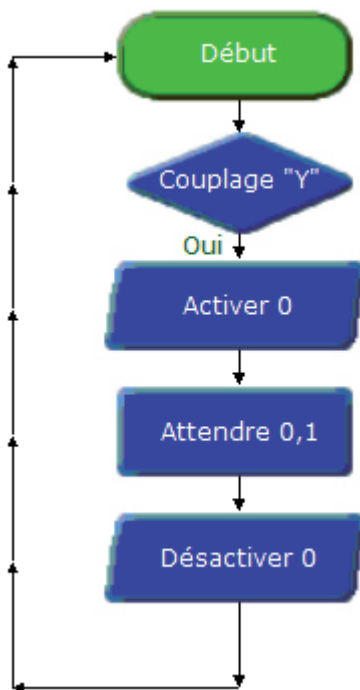 Début
Couplage "Y"
Oui
Activer 0
Attendre 0,1
Désactiver 0